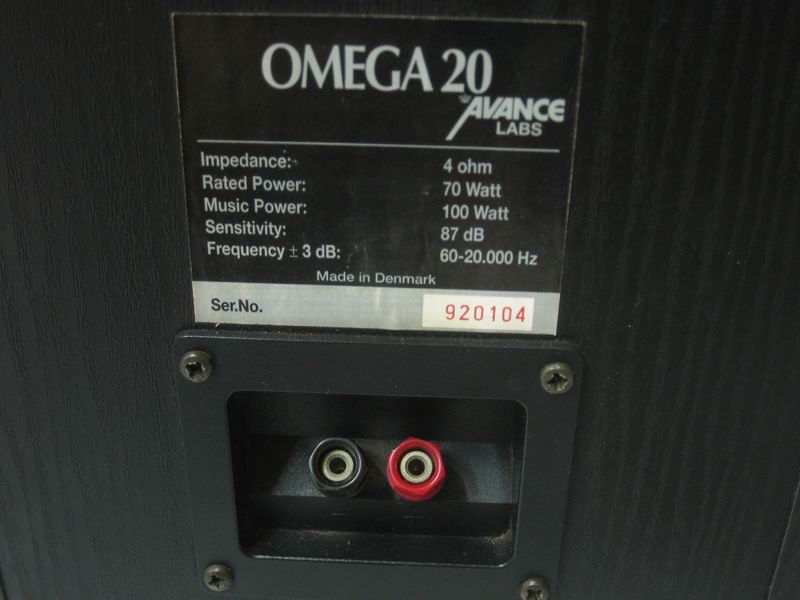 OMEGA 20
AVANCE
LABS
Impedance: 4 ohm
Rated Power: 70 Watt
Music Power: 100 Watt
Sensitivity: 87 dB
Frequency ± 3 dB: 60-20.000 Hz
Made in Denmark
Ser.No. 920104